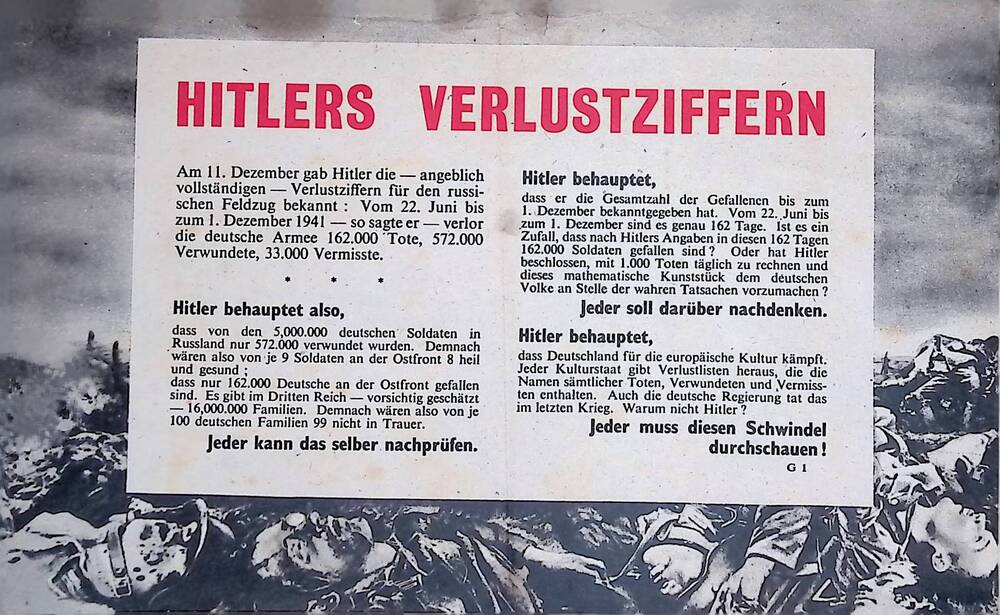 HITLERS VERLUSTZIFFERN
Am 11. Dezember gab Hitler die — angeblich
vollständigen — Verlustziffern für den russi-
schen Feldzug bekannt : Vom 22. Juni bis
zum 1. Dezember 1941 — so sagte er — verlor
die deutsche Armee 162.000 Tote, 572.000
Verwundete, 33.000 Vermisste.
* * *
Hitler behauptet also,
dass von den 5,000.000 deutschen Soldaten in
Russland nur 572.000 verwundet wurden. Demnach
wären also von je 9 Soldaten an der Ostfront 8 heil
und gesund ;
dass nur 162.000 Deutsche an der Ostfront gefallen
sind. Es gibt im Dritten Reich — vorsichtig geschätzt
— 16,000.000 Familien. Demnach wären also von je
100 deutschen Familien 99 nicht in Trauer.
Jeder kann das selber nachprüfen.
Hitler behauptet,
dass er die Gesamtzahl der Gefallenen bis zum
1. Dezember bekanntgegeben hat. Vom 22. Juni bis
zum 1. Dezember sind es genau 162 Tage. Ist es ein
Zufall, dass nach Hitlers Angaben in diesen 162 Tagen
162.000 Soldaten gefallen sind ? Oder hat Hitler
beschlossen, mit 1.000 Toten täglich zu rechnen und
dieses mathematische Kunststück dem deutschen
Volke an Stelle der wahren Tatsachen vorzumachen ?
Jeder soll darüber nachdenken.
Hitler behauptet,
dass Deutschland für die europäische Kultur kämpft.
Jeder Kulturstaat gibt Verlustlisten heraus, die die
Namen sämtlicher Toten, Verwundeten und Vermiss-
ten enthalten. Auch die deutsche Regierung tat das
im letzten Krieg. Warum nicht Hitler ?
Jeder muss diesen Schwindel
durchschauen !
G 1